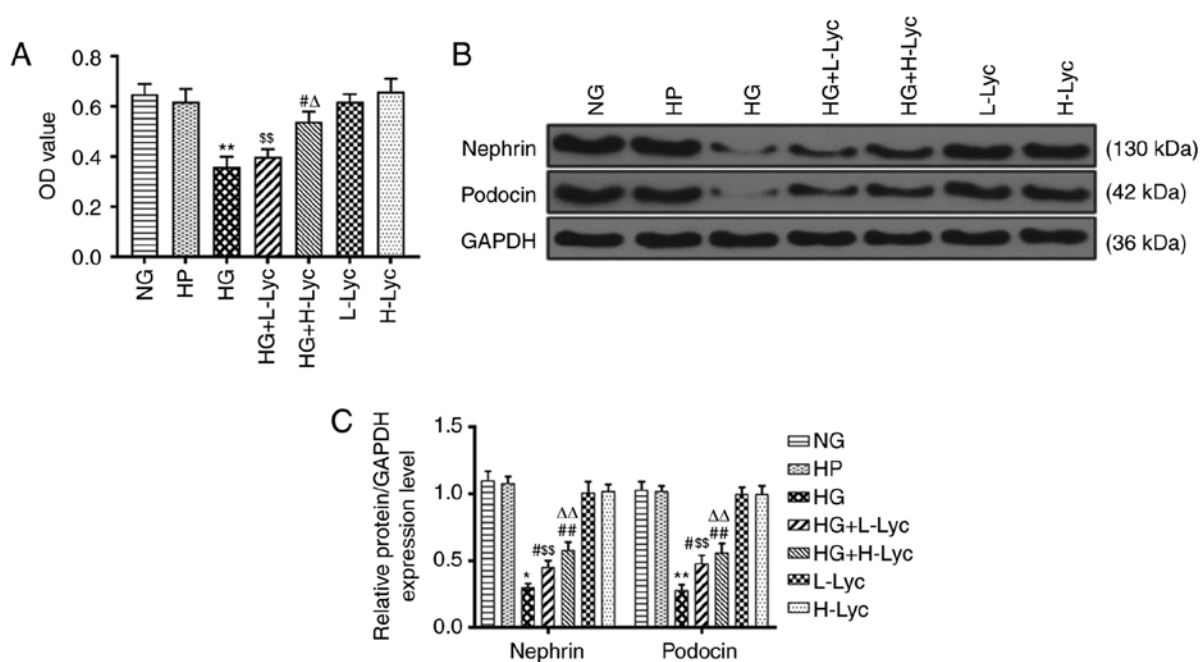 A
OD value
0.8
0.6
0.4
0.2
0.0
**
$$
#Δ
NG
HP
HG
HG+L-Lyc
HG+H-Lyc
L-Lyc
H-Lyc
B
NG
HP
HG
HG+L-Lyc
HG+H-Lyc
L-Lyc
H-Lyc
Nephrin
(130 kDa)
Podocin
(42 kDa)
GAPDH
(36 kDa)
C
Relative protein/GAPDH
expression level
1.5
1.0
0.5
0.0
*
#$$
ΔΔ
##
**
#$$
ΔΔ
##
Nephrin
Podocin
NG
HP
HG
HG+L-Lyc
HG+H-Lyc
L-Lyc
H-Lyc